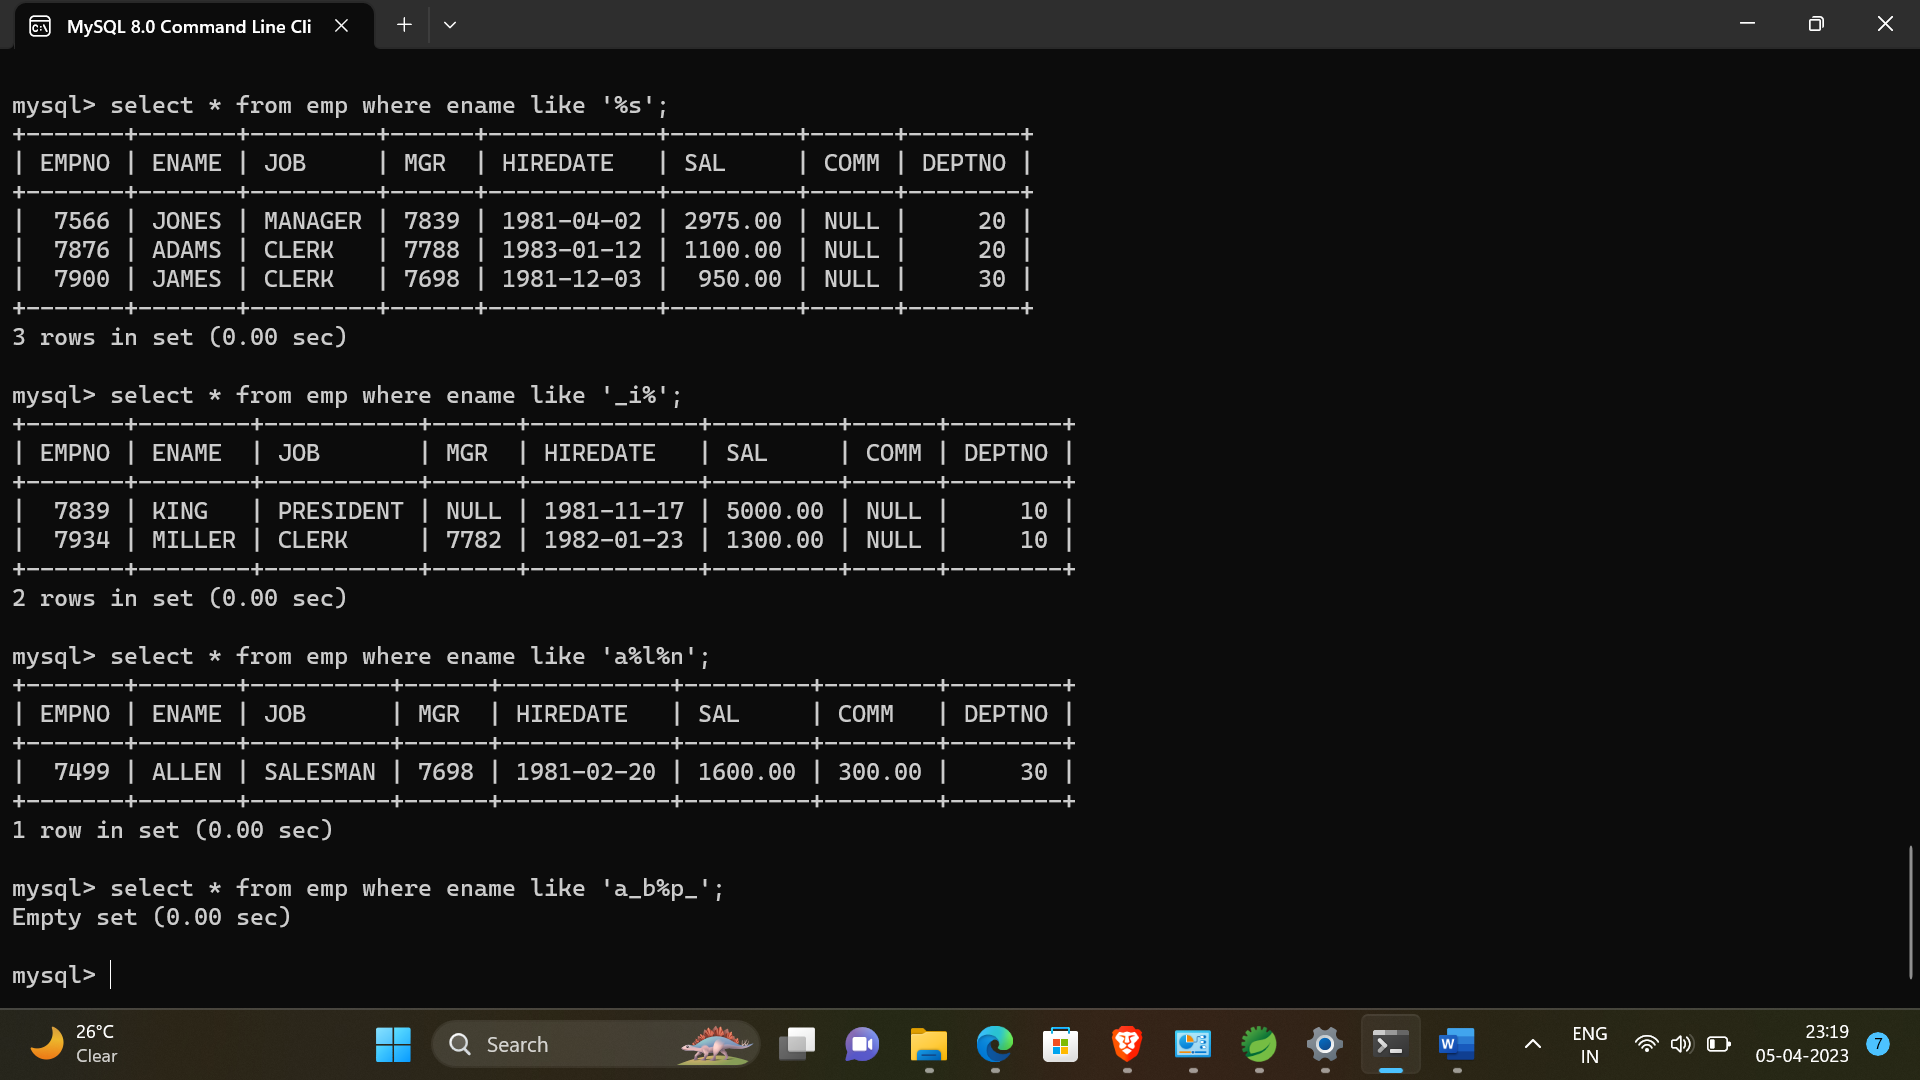 MySQL 8.0 Command Line Cli
mysql> select * from emp where ename like '%s';
+-------+-------+---------+------+------------+---------+------+--------+
| EMPNO | ENAME | JOB     | MGR  | HIREDATE   | SAL     | COMM | DEPTNO |
+-------+-------+---------+------+------------+---------+------+--------+
|  7566 | JONES | MANAGER | 7839 | 1981-04-02 | 2975.00 | NULL |     20 |
|  7876 | ADAMS | CLERK   | 7788 | 1983-01-12 | 1100.00 | NULL |     20 |
|  7900 | JAMES | CLERK   | 7698 | 1981-12-03 |  950.00 | NULL |     30 |
+-------+-------+---------+------+------------+---------+------+--------+
3 rows in set (0.00 sec)
mysql> select * from emp where ename like '_i%';
+-------+--------+-----------+------+------------+---------+------+--------+
| EMPNO | ENAME  | JOB       | MGR  | HIREDATE   | SAL     | COMM | DEPTNO |
+-------+--------+-----------+------+------------+---------+------+--------+
|  7839 | KING   | PRESIDENT | NULL | 1981-11-17 | 5000.00 | NULL |     10 |
|  7934 | MILLER | CLERK     | 7782 | 1982-01-23 | 1300.00 | NULL |     10 |
+-------+--------+-----------+------+------------+---------+------+--------+
2 rows in set (0.00 sec)
mysql> select * from emp where ename like 'a%l%n';
+-------+-------+----------+------+------------+---------+--------+--------+
| EMPNO | ENAME | JOB      | MGR  | HIREDATE   | SAL     | COMM   | DEPTNO |
+-------+-------+----------+------+------------+---------+--------+--------+
|  7499 | ALLEN | SALESMAN | 7698 | 1981-02-20 | 1600.00 | 300.00 |     30 |
+-------+-------+----------+------+------------+---------+--------+--------+
1 row in set (0.00 sec)
mysql> select * from emp where ename like 'a_b%p_';
Empty set (0.00 sec)
mysql>
26°C
Clear
Search
ENG
IN
23:19
05-04-2023
7